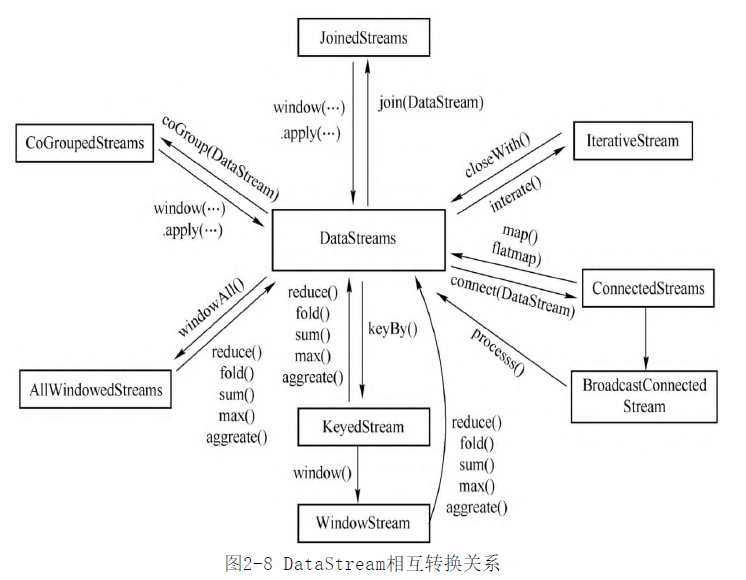 JoinedStreams
window(···)
.apply(···)
join(DataStream)
CoGroupedStreams
coGroup(DataStream)
window(···)
.apply(···)
IterativeStream
closeWith()
interate()
DataStreams
map()
flatmap)
connect(DataStream)
ConnectedStreams
processs()
BroadcastConnected
Stream
windowAll()
reduce()
fold()
sum()
max()
aggreate()
AllWindowedStreams
reduce()
fold()
sum()
max()
aggreate()
keyBy()
KeyedStream
window()
WindowStream
reduce()
fold()
sum()
max()
aggreate()
图2-8 DataStream相互转换关系